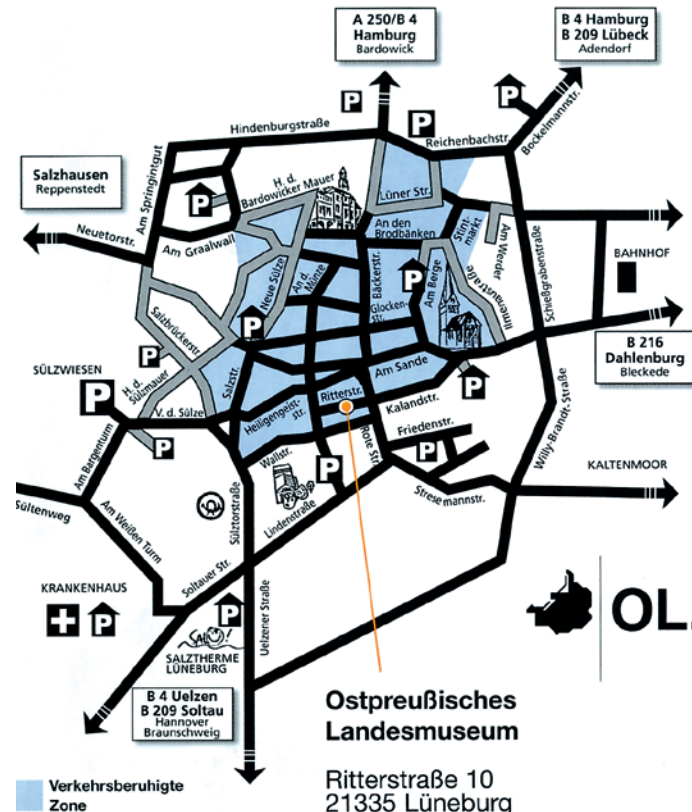 A 250/B 4
Hamburg
Bardowick
B 4 Hamburg
B 209 Lübeck
Adendorf
P
P
P
Hindenburgstraße
Reichenbachstr.
Bockelmannstr.
Salzhausen
Reppenstedt
Am Springintgut
H. d.
Bardowicker Mauer
Lüner Str.
P
Neuetorstr.
Am Graalwall
An den
Brodbänken
Stintmarkt
Am Werder
Schießgrabenstraße
BAHNHOF
Neue Sülze
An d.
Münze
Bäckerstr.
P
Am Berge
Ilmenaustraße
Glockenstr.
Salzbrückerstr.
P
P
B 216
Dahlenburg
Bleckede
SÜLZWIESEN
P
H. d.
Sülzmauer
Salzstr.
Am Sande
P
Ritterstr.
Kalandstr.
V. d. Sülze
Heiligengeiststr.
P
Friedenstr.
P
Rote Str.
Willy-Brandt-Straße
Am Bargenturm
Wallstr.
P
KALTENMOOR
Stresemannstr.
Sültenweg
Am Weißen Turm
Sülztorstraße
Lindenstraße
Soltauer Str.
KRANKENHAUS
P
P
Uelzener Straße
SALÜ!
SALZTHERME
LÜNEBURG
OL.
B 4 Uelzen
B 209 Soltau
Hannover
Braunschweig
Ostpreußisches
Landesmuseum
Ritterstraße 10
21335 Lüneburg
Verkehrsberuhigte
Zone